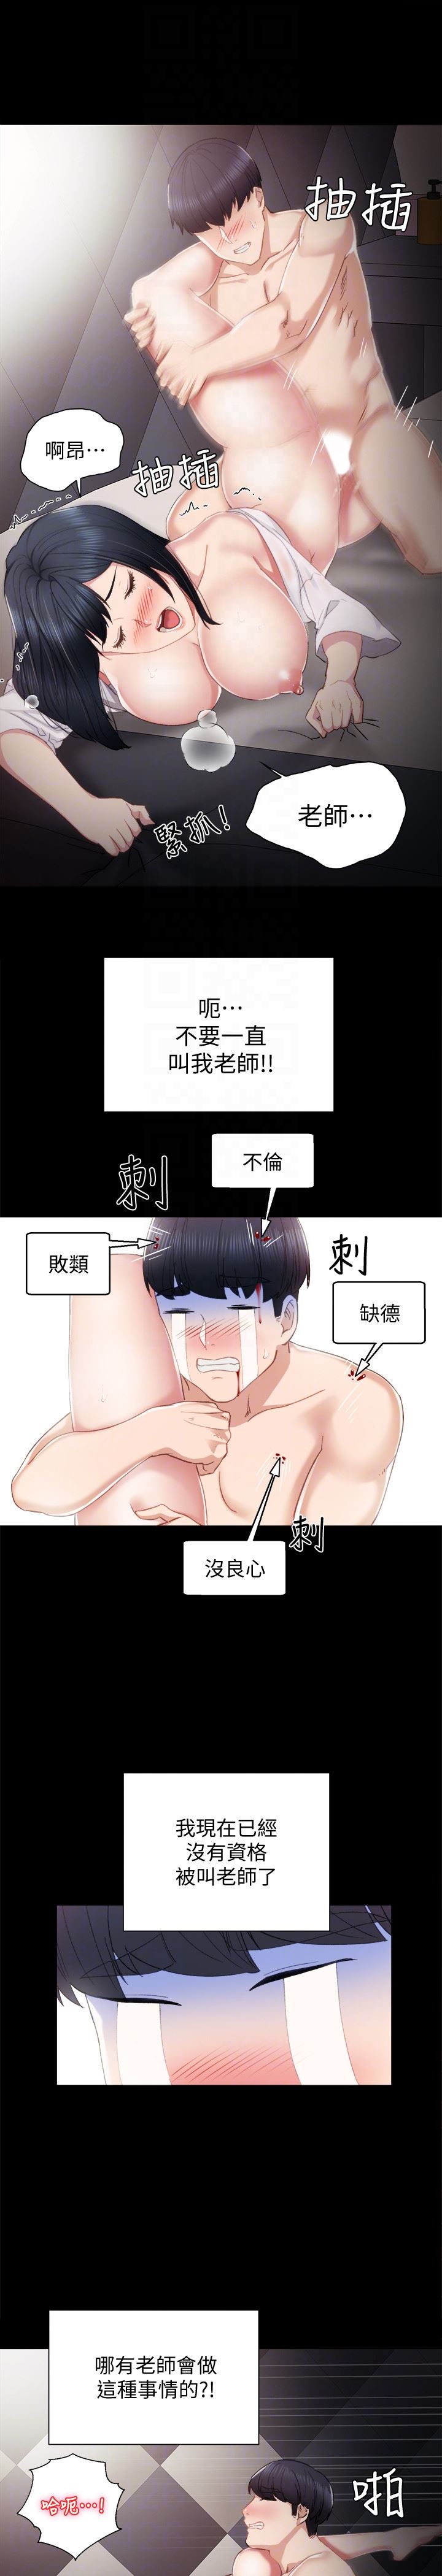 抽插
啊昂…
抽插
緊抓!
老師…
呃…
不要一直
叫我老師!!
刺
不倫
敗類
刺
缺德
刺
沒良心
我現在已經
沒有資格
被叫老師了
哪有老師會做
這種事情的?!
哈呃…!
啪